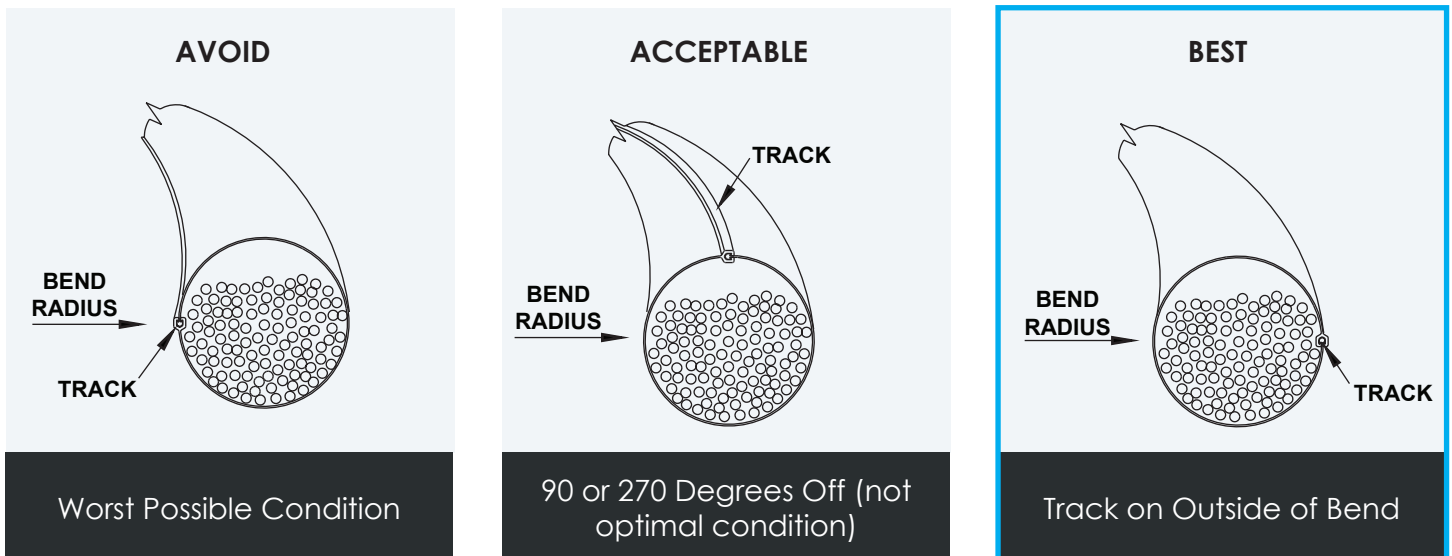 AVOID
BEND
RADIUS
TRACK
Worst Possible Condition
ACCEPTABLE
TRACK
BEND
RADIUS
90 or 270 Degrees Off (not
optimal condition)
BEST
BEND
RADIUS
TRACK
Track on Outside of Bend